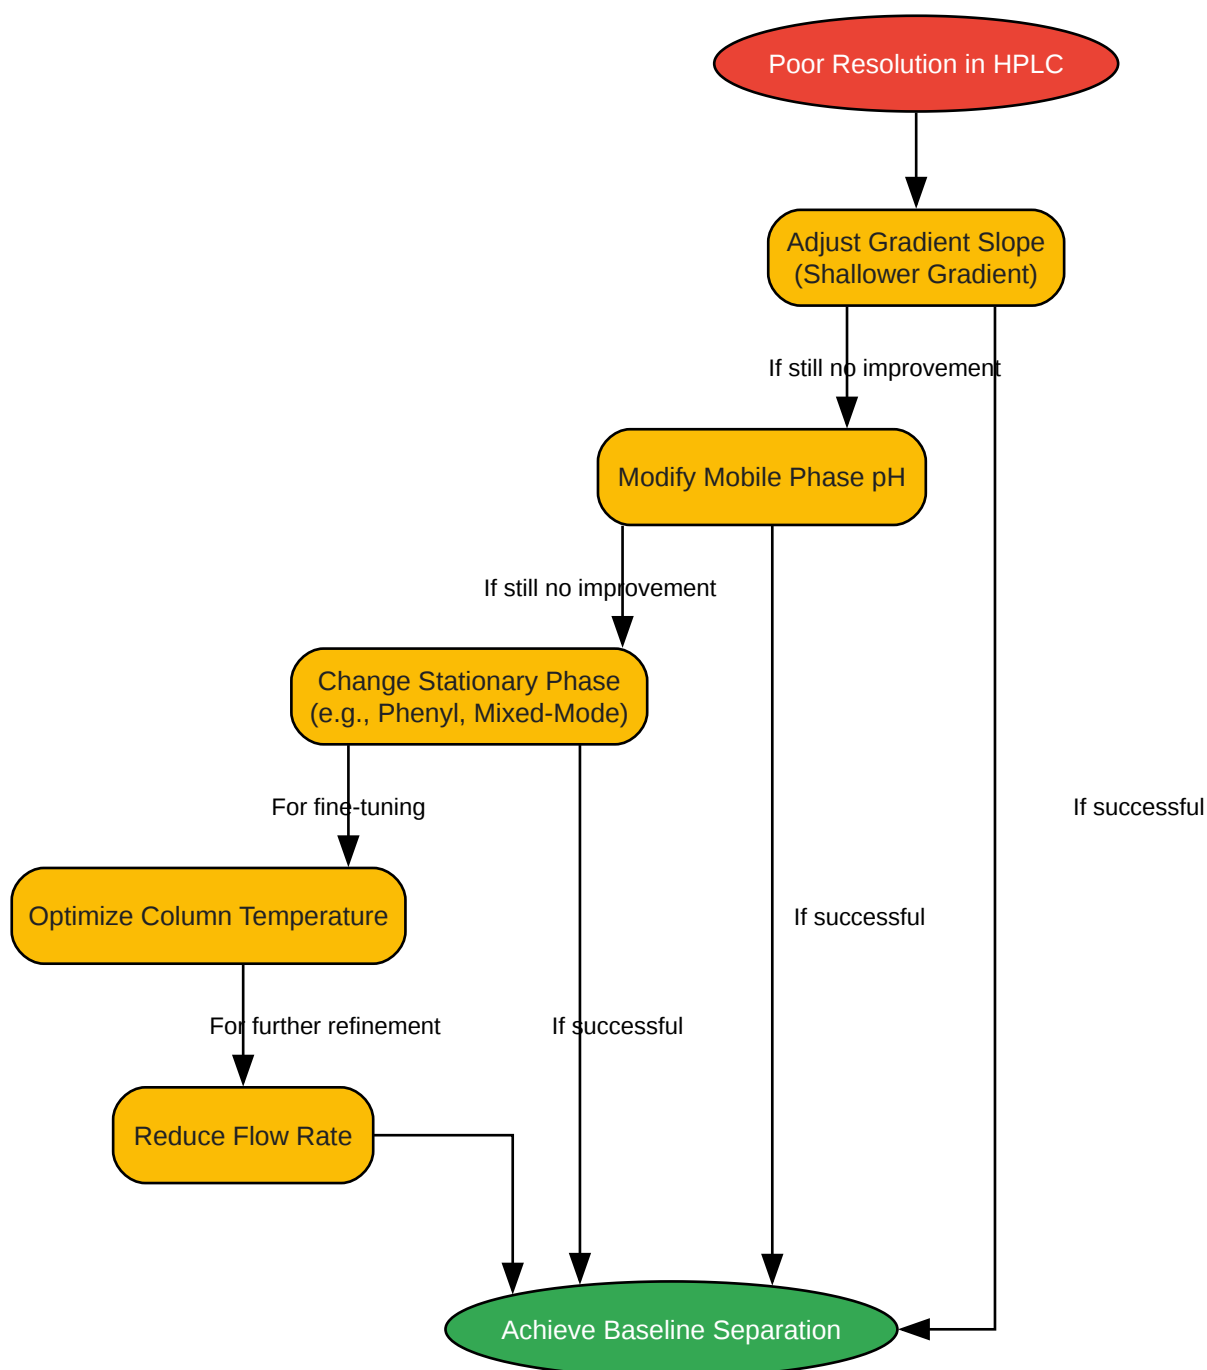 Poor Resolution in HPLC
Adjust Gradient Slope
(Shallower Gradient)
If still no improvement
Modify Mobile Phase pH
If still no improvement
Change Stationary Phase
(e.g., Phenyl, Mixed-Mode)
For fine-tuning
If successful
Optimize Column Temperature
If successful
For further refinement
If successful
Reduce Flow Rate
Achieve Baseline Separation